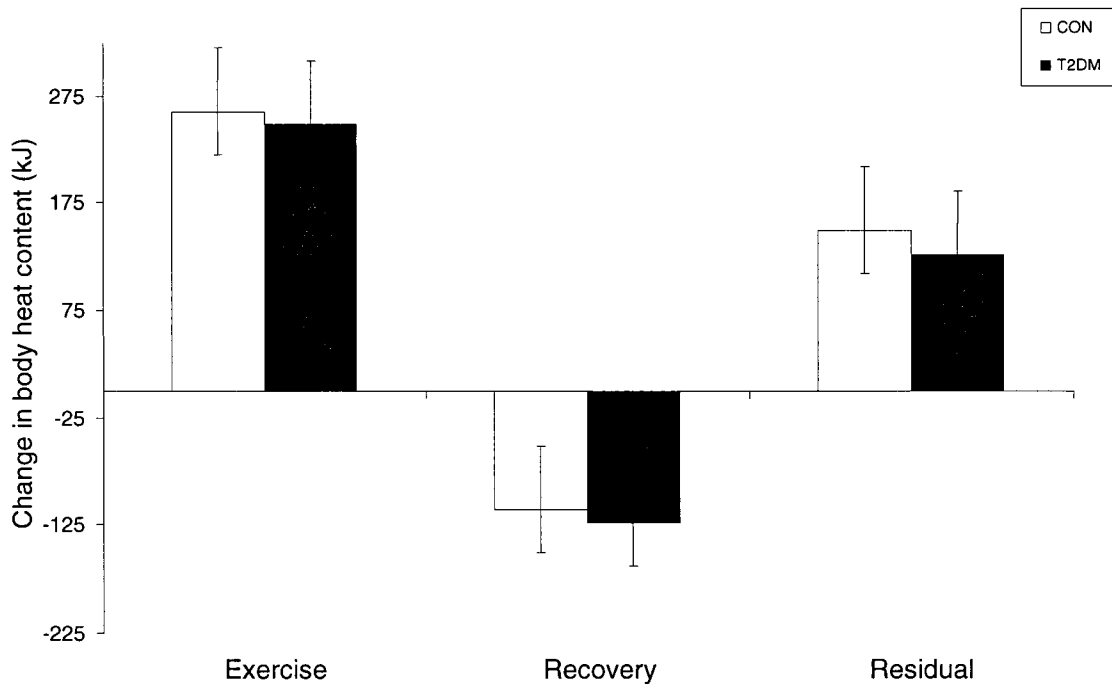 CON
T2DM
Change in body heat content (kJ)
275
175
75
-25
-125
-225
Exercise Recovery Residual